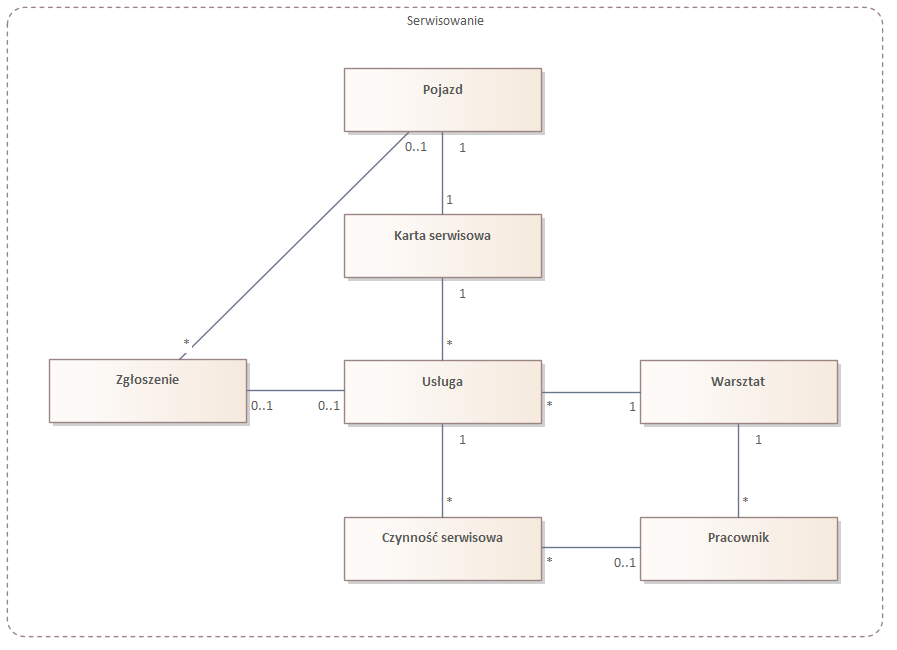 Serwisowanie
Pojazd
0..1
1
1
Karta serwisowa
1
*
*
Zgłoszenie
Usługa
Warsztat
0..1
0..1
*
1
1
1
*
*
Czynność serwisowa
Pracownik
*
0..1